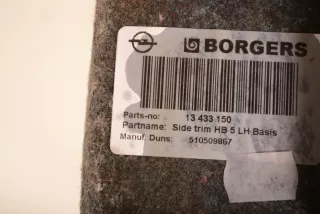 BORGERS
Parts-no: 13 433 150
Partname: Side trim HB 5 LH Basis
Manuf. Duns: 510509867